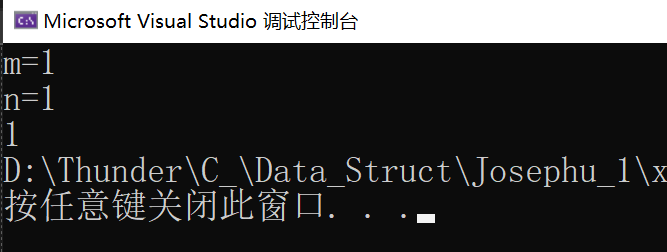 Microsoft Visual Studio 调试控制台
m=1
n=1
1
D:\Thunder\C_\Data_Struct\Josephu_1\x
按任意键关闭此窗口. . .